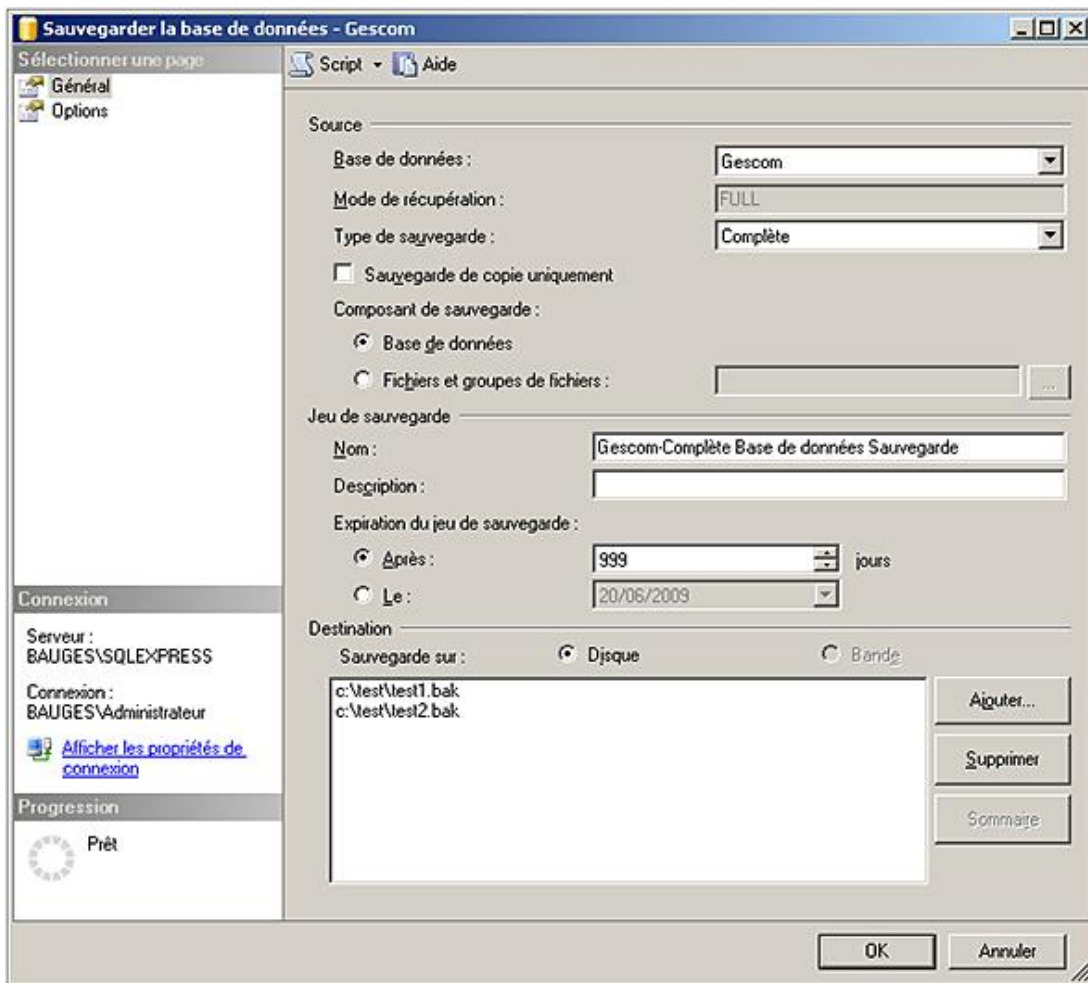 Sauvegarder la base de données - Gescom
Sélectionner une page
Général
Options
Script
Aide
Source
Base de données :
Gescom
Mode de récupération :
FULL
Type de sauvegarde :
Complète
Sauvegarde de copie uniquement
Composant de sauvegarde :
Base de données
Fichiers et groupes de fichiers :
...
Jeu de sauvegarde
Nom :
Gescom-Complète Base de données Sauvegarde
Description :
Expiration du jeu de sauvegarde :
Après :
999
jours
Le :
20/06/2009
Destination
Sauvegarde sur :
Disque
Bande
c:\test\test1.bak
c:\test\test2.bak
Ajouter...
Supprimer
Sommaire
Connexion
Serveur :
BAUGES\SQLEXPRESS
Connexion :
BAUGES\Administrateur
Afficher les propriétés de
connexion
Progression
Prêt
OK
Annuler